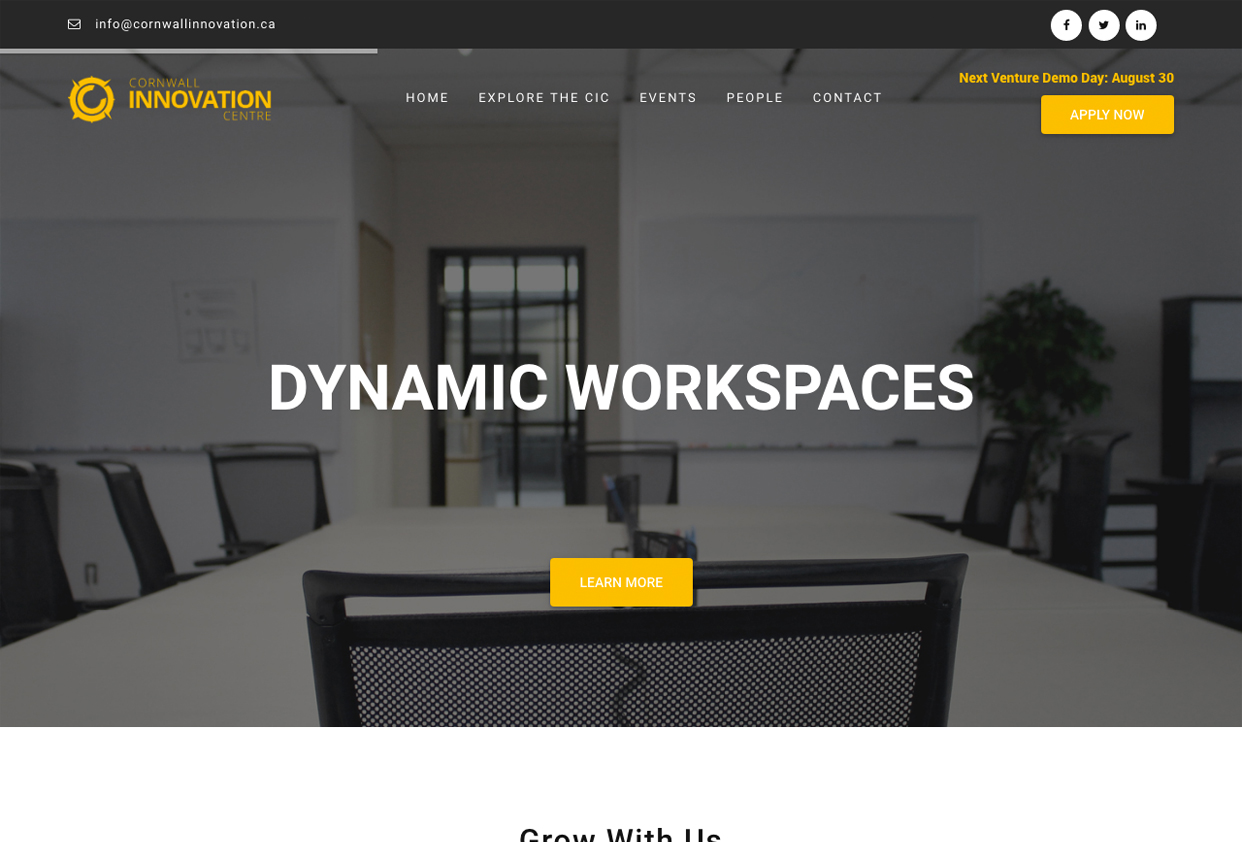 info@cornwallinnovation.ca
Next Venture Demo Day: August 30
CORNWALL
INNOVATION
CENTRE
HOME EXPLORE THE CIC EVENTS PEOPLE CONTACT
APPLY NOW
DYNAMIC WORKSPACES
LEARN MORE
Grow With Us